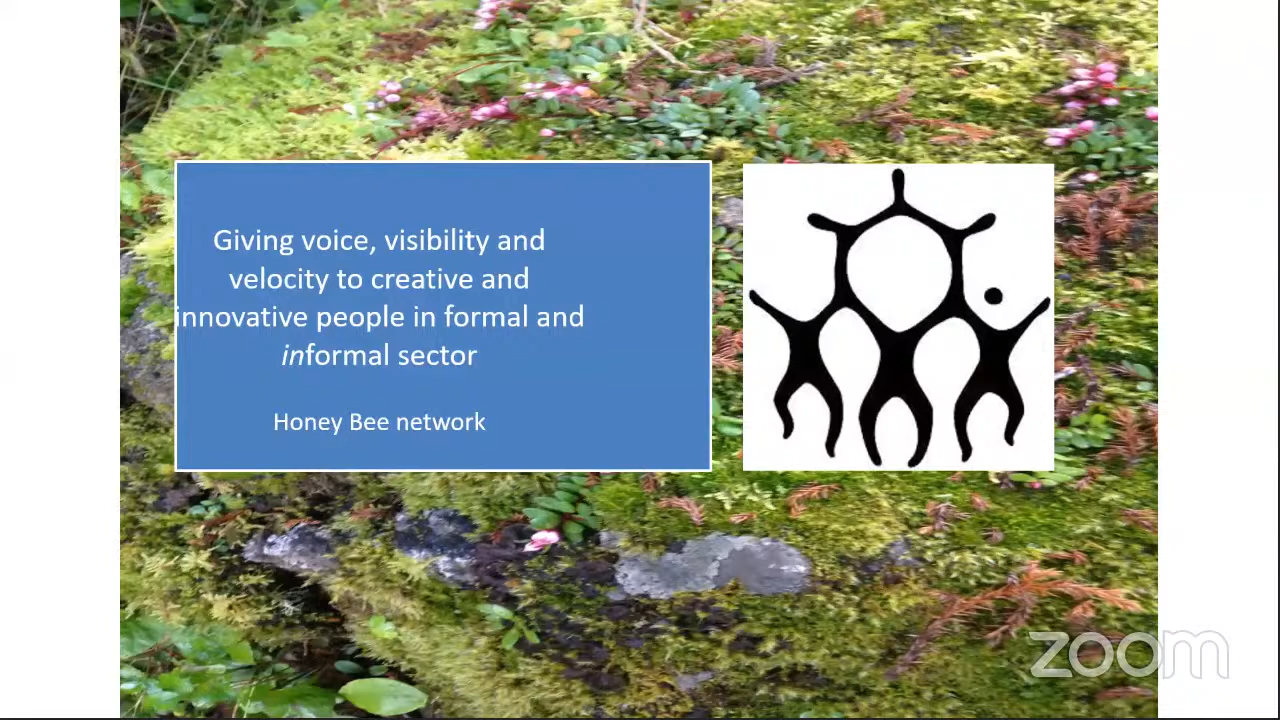 Giving voice, visibility and
velocity to creative and
innovative people in formal and
informal sector
Honey Bee network
zoom